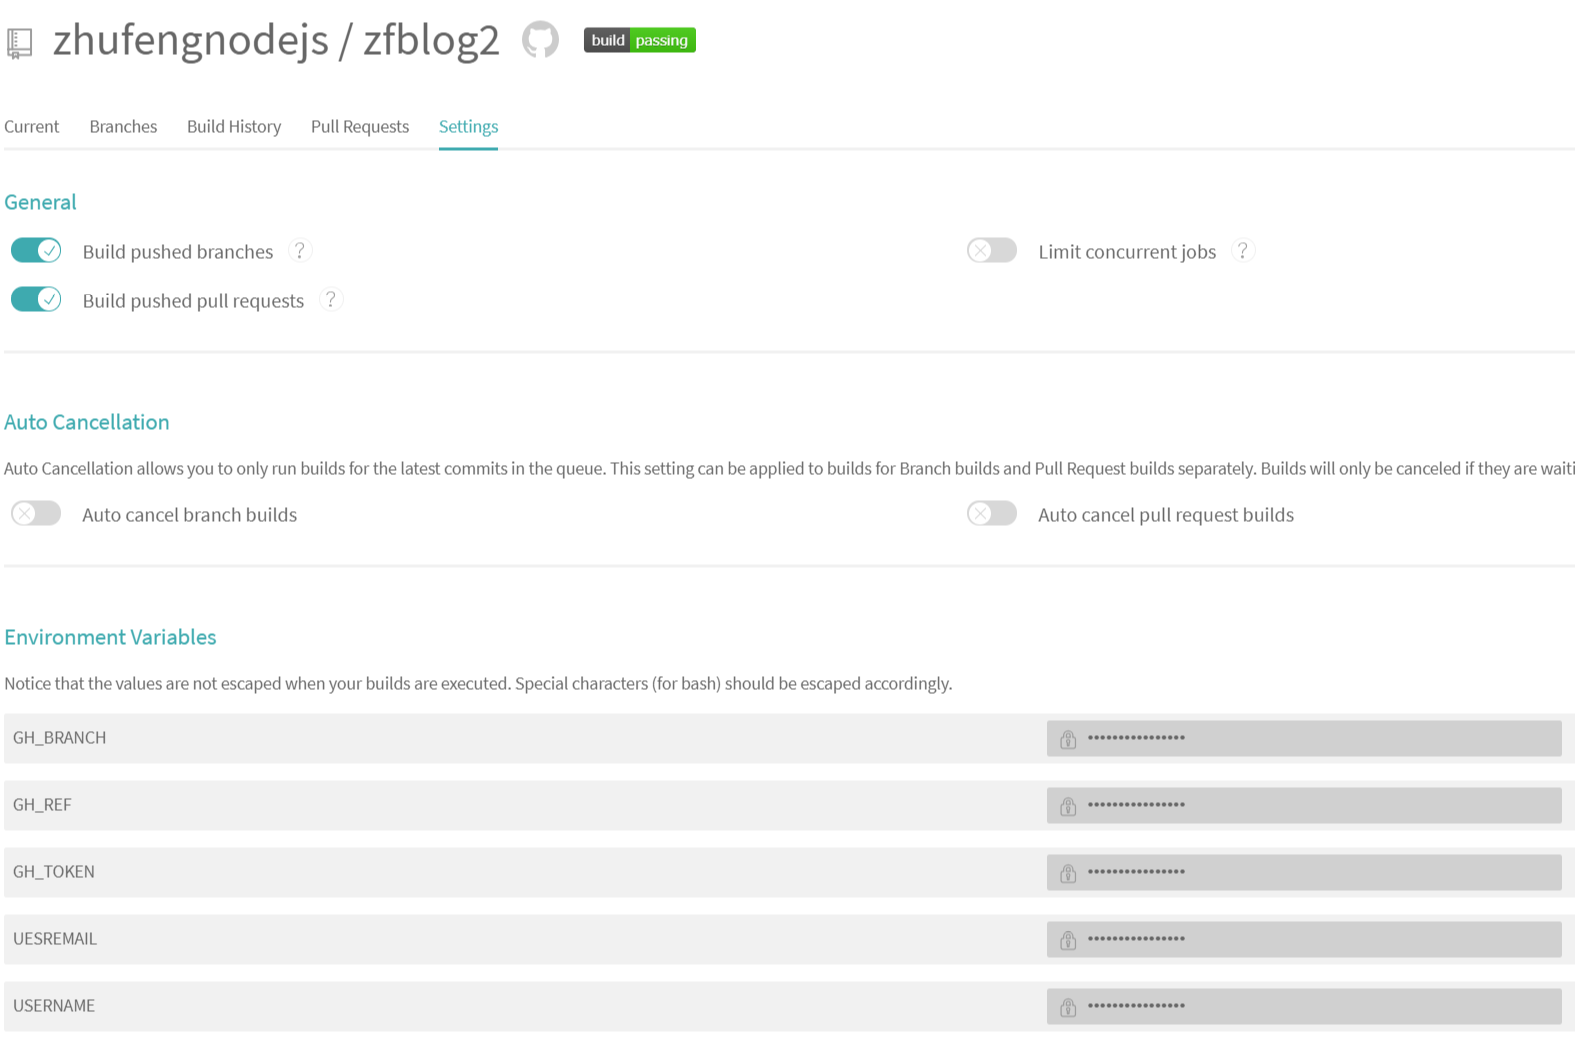 zhufengnodejs / zfblog2 build passing
Current Branches Build History Pull Requests Settings
General
Build pushed branches ? Limit concurrent jobs ?
Build pushed pull requests ?
Auto Cancellation
Auto Cancellation allows you to only run builds for the latest commits in the queue. This setting can be applied to builds for Branch builds and Pull Request builds separately. Builds will only be canceled if they are waiti
Auto cancel branch builds Auto cancel pull request builds
Environment Variables
Notice that the values are not escaped when your builds are executed. Special characters (for bash) should be escaped accordingly.
GH_BRANCH ••••••••••••••••
GH_REF ••••••••••••••••
GH_TOKEN ••••••••••••••••
UESREMAIL ••••••••••••••••
USERNAME ••••••••••••••••